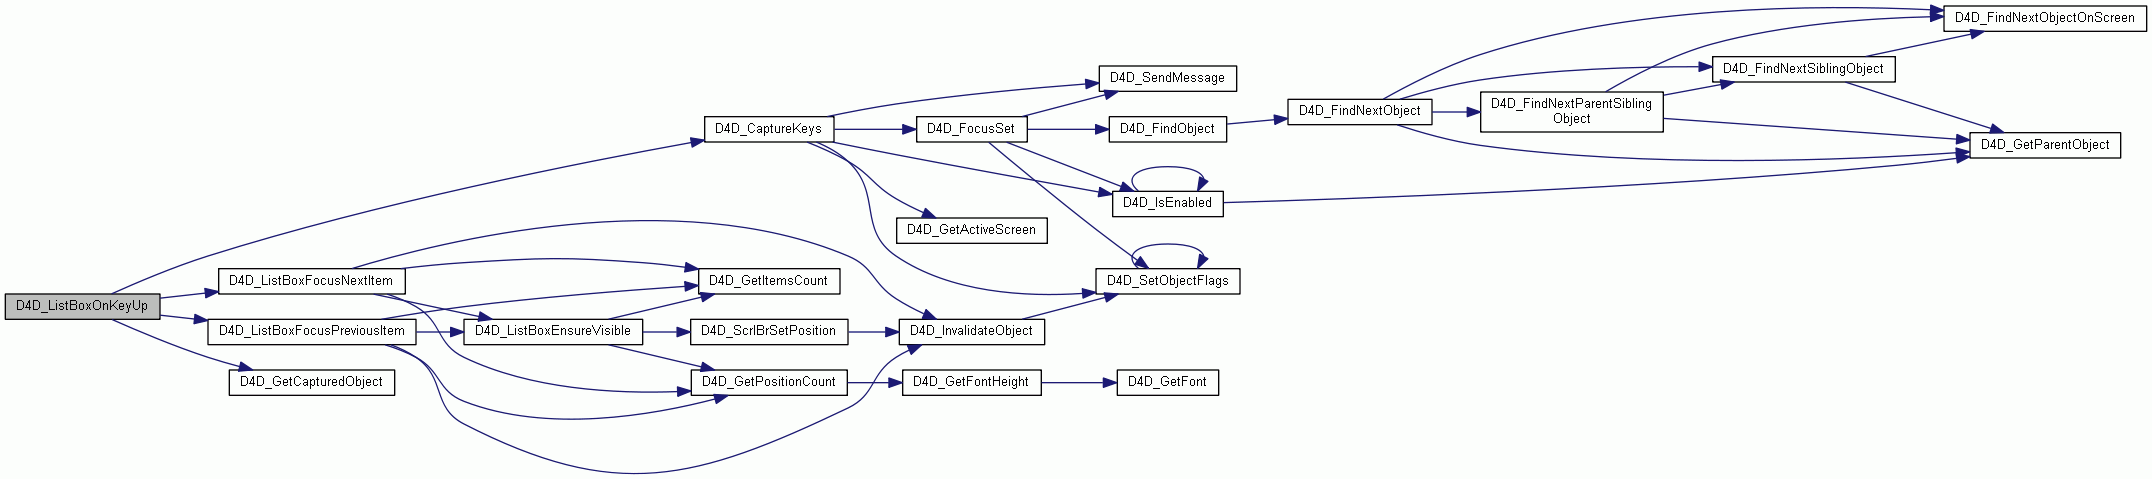 D4D_FindNextObjectOnScreen
D4D_SendMessage
D4D_FindNextSiblingObject
D4D_FindNextObject
D4D_FindNextParentSibling
Object
D4D_CaptureKeys
D4D_FocusSet
D4D_FindObject
D4D_GetParentObject
D4D_IsEnabled
D4D_GetActiveScreen
D4D_ListBoxFocusNextItem
D4D_GetItemsCount
D4D_SetObjectFlags
D4D_ListBoxOnKeyUp
D4D_ListBoxFocusPreviousItem
D4D_ListBoxEnsureVisible
D4D_ScrlBrSetPosition
D4D_InvalidateObject
D4D_GetCapturedObject
D4D_GetPositionCount
D4D_GetFontHeight
D4D_GetFont